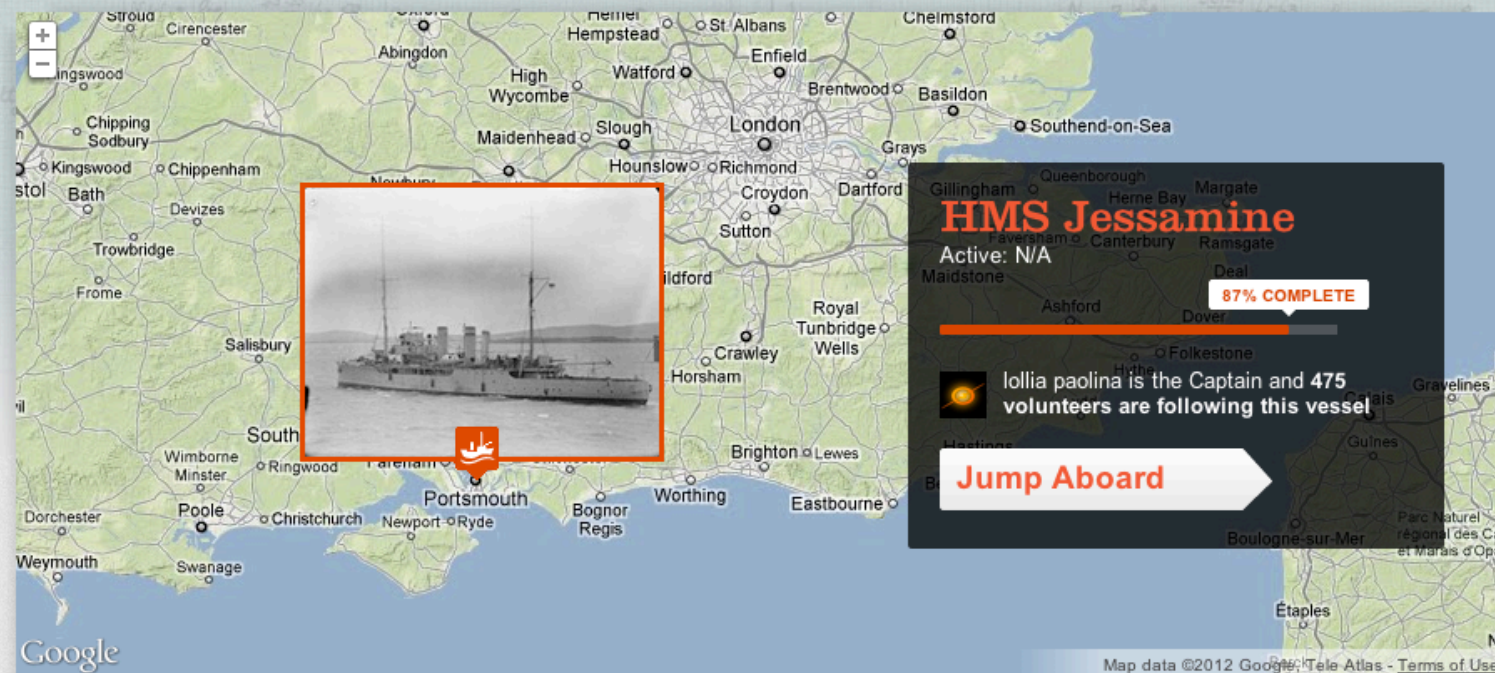 Stroud
Cirencester
Oxford
Abingdon
Hemel
Hempstead
St. Albans
Chelmsford
+
−
ingswood
High
Wycombe
Watford
Enfield
Brentwood
Basildon
Chipping
Sodbury
Maidenhead
Slough
London
Southend-on-Sea
Kingswood
Chippenham
Hounslow
Richmond
Grays
stol
Bath
Newbury
Croydon
Dartford
Gillingham
Queenborough
Herne Bay
Margate
Devizes
Sutton
HMS Jessamine
Trowbridge
Faversham
Canterbury
Ramsgate
Active: N/A
Frome
ildford
Maidstone
Deal
Royal
Tunbridge
Wells
Ashford
87% COMPLETE
Dover
Salisbury
Crawley
Horsham
Folkestone
Hythe
lollia paolina is the Captain and 475
volunteers are following this vessel
Gravelines
Calais
South
Wimborne
Minster
Ringwood
Fareham
Brighton
Lewes
Hastings
Guînes
Jump Aboard
Portsmouth
Worthing
Eastbourne
Dorchester
Poole
Christchurch
Newport
Ryde
Bognor
Regis
Parc Naturel
régional des C
et Marais d'Op
Boulogne-sur-Mer
Weymouth
Swanage
Étaples
Google
Berck
Map data ©2012 Google, Tele Atlas - Terms of Use